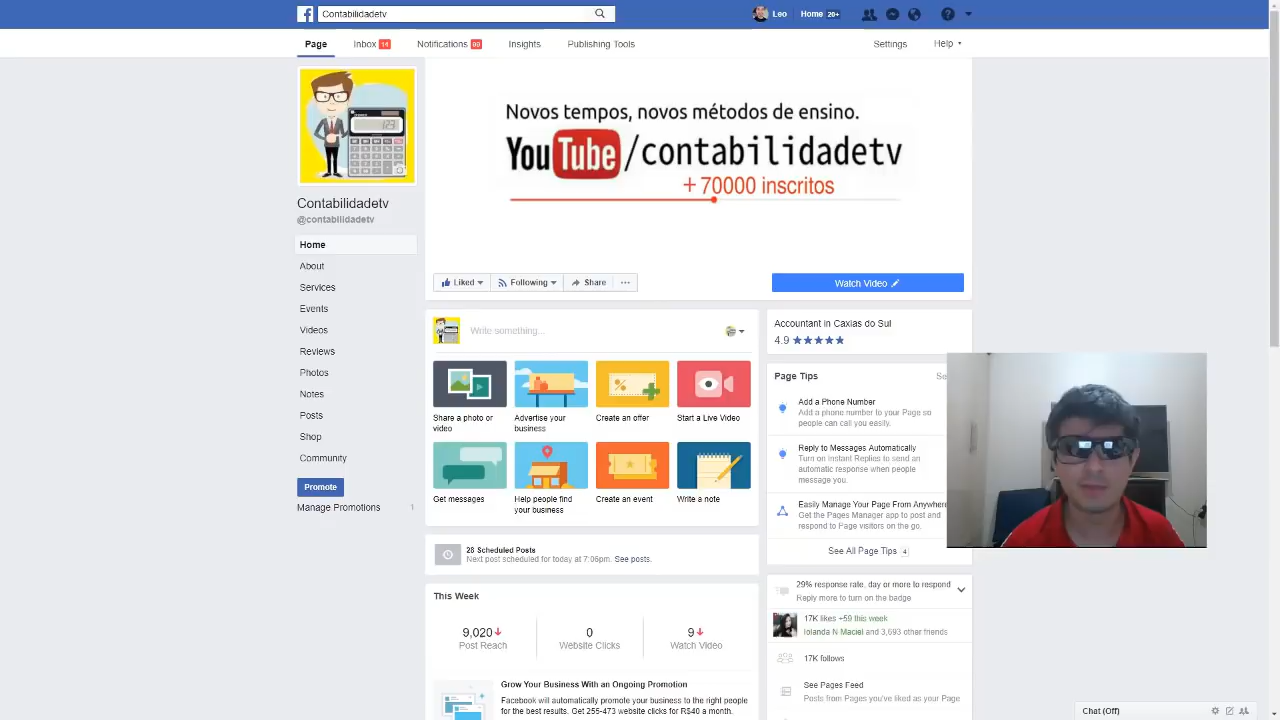 Contabilidadetv
Leo
Home 20+
Page
Inbox 14
Notifications 99
Insights
Publishing Tools
Settings
Help
Contabilidadetv
@contabilidadetv
Home
About
Services
Events
Videos
Reviews
Photos
Notes
Posts
Shop
Community
Promote
Manage Promotions 1
Novos tempos, novos métodos de ensino.
YouTube/contabilidadetv
+ 70000 inscritos
Liked
Following
Share
Watch Video
Write something...
Share a photo or
video
Advertise your
business
Create an offer
Start a Live Video
Get messages
Help people find
your business
Create an event
Write a note
28 Scheduled Posts
Next post scheduled for today at 7:06pm. See posts.
This Week
9,020
Post Reach
0
Website Clicks
9
Watch Video
Grow Your Business With an Ongoing Promotion
Facebook will automatically promote your business to the right people
for the best results. Get 255-473 website clicks for R$40 a month.
Accountant in Caxias do Sul
4.9
Page Tips
Add a Phone Number
Add a phone number to your Page so
people can call you easily.
Reply to Messages Automatically
Turn on Instant Replies to send an
automatic response when people
message you.
Easily Manage Your Page From Anywhere
Get the Pages Manager app to post and
respond to Page visitors on the go.
See All Page Tips 4
29% response rate, day or more to respond
Reply more to turn on the badge
17K likes +59 this week
Iolanda N Maciel and 3,693 other friends
17K follows
See Pages Feed
Posts from Pages you've liked as your Page
Chat (Off)